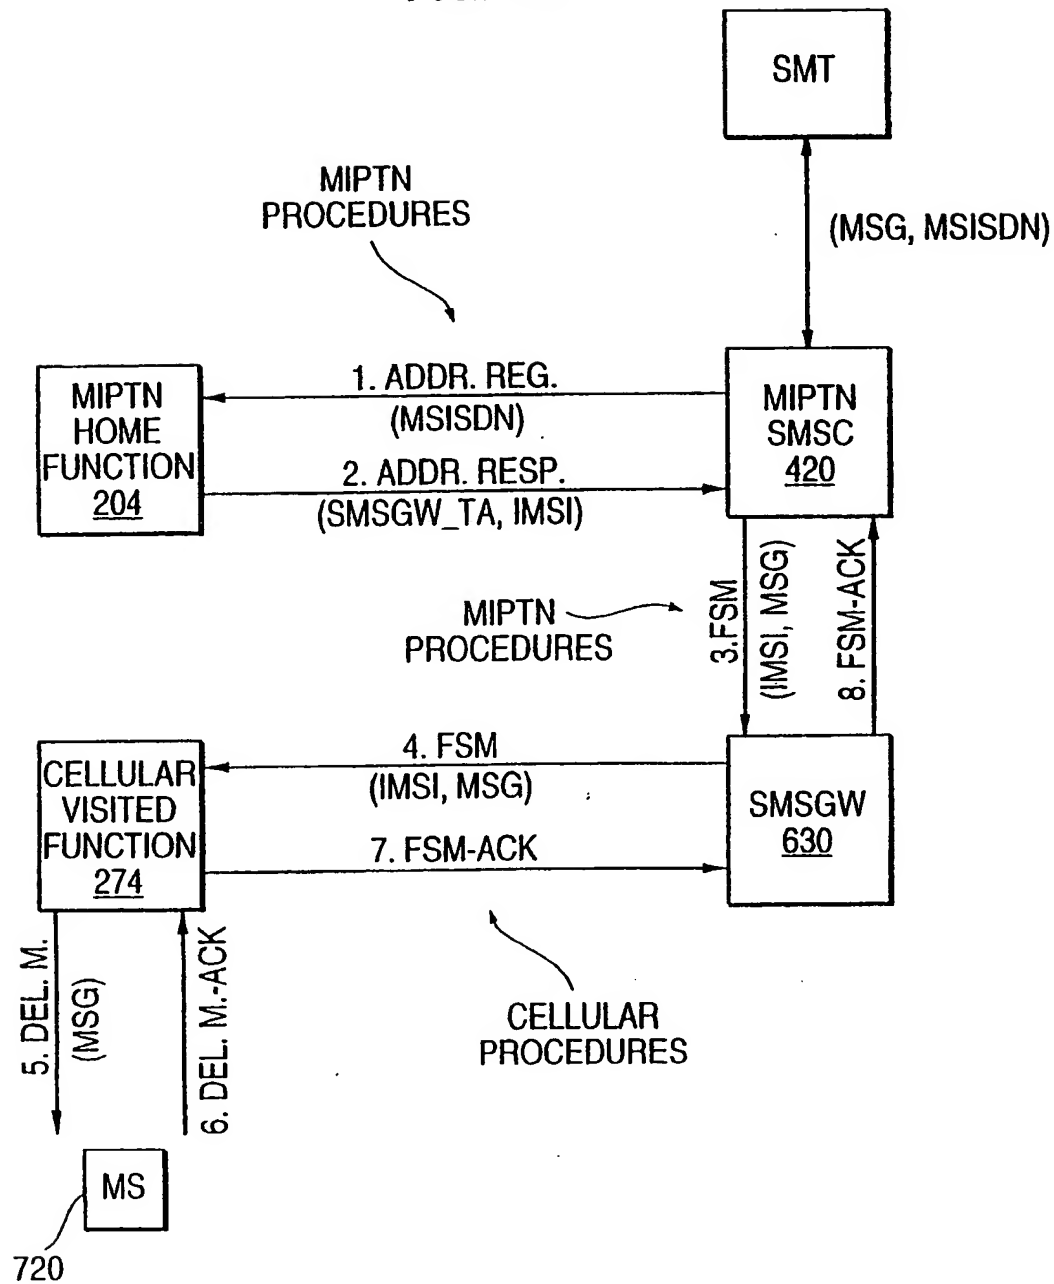 SMT
MIPTN
PROCEDURES
(MSG, MSISDN)
1. ADDR. REG.
(MSISDN)
MIPTN
HOME
FUNCTION
204
2. ADDR. RESP.
(SMSGW_TA, IMSI)
MIPTN
SMSC
420
MIPTN
PROCEDURES
3.FSM
(IMSI, MSG)
8. FSM-ACK
CELLULAR
VISITED
FUNCTION
274
4. FSM
(IMSI, MSG)
7. FSM-ACK
SMSGW
630
5. DEL. M.
(MSG)
6. DEL. M.-ACK
CELLULAR
PROCEDURES
MS
720